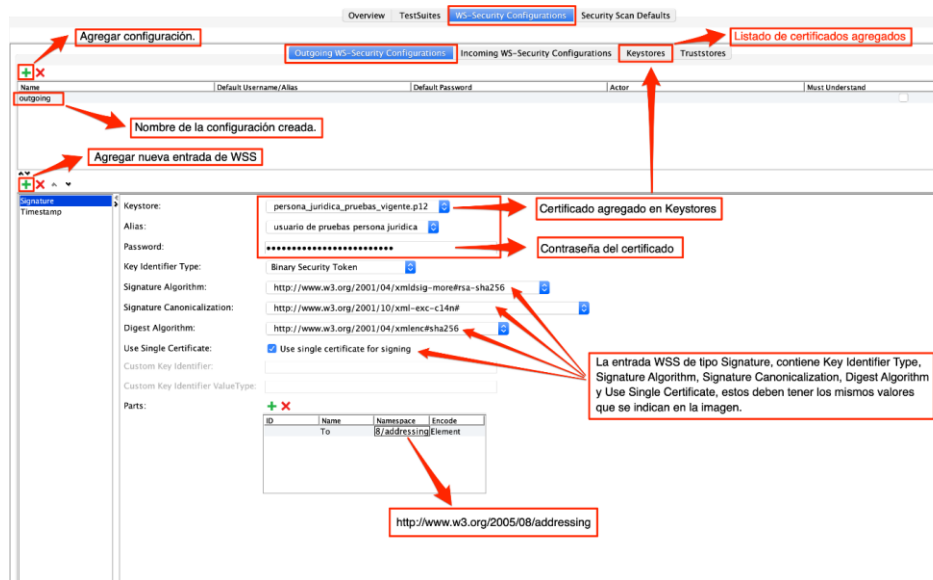 Overview TestSuites WS-Security Configurations Security Scan Defaults
Agregar configuración.
Listado de certificados agregados
Outgoing WS-Security Configurations Incoming WS-Security Configurations Keystores Truststores
Name Default Username/Alias Default Password Actor Must Understand
outgoing
Nombre de la configuración creada.
Agregar nueva entrada de WSS
Signature
Timestamp
Keystore: persona_juridica_pruebas_vigente.p12
Certificado agregado en Keystores
Alias: usuario de pruebas persona juridica
Password: ••••••••••••••••••••••••••
Contraseña del certificado
Key Identifier Type: Binary Security Token
Signature Algorithm: http://www.w3.org/2001/04/xmldsig-more#rsa-sha256
Signature Canonicalization: http://www.w3.org/2001/10/xml-exc-c14n#
Digest Algorithm: http://www.w3.org/2001/04/xmlenc#sha256
Use Single Certificate: Use single certificate for signing
Custom Key Identifier:
Custom Key Identifier ValueType:
La entrada WSS de tipo Signature, contiene Key Identifier Type,
Signature Algorithm, Signature Canonicalization, Digest Algorithm
y Use Single Certificate, estos deben tener los mismos valores
que se indican en la imagen.
Parts:
ID Name Namespace Encode
To 8/addressing Element
http://www.w3.org/2005/08/addressing